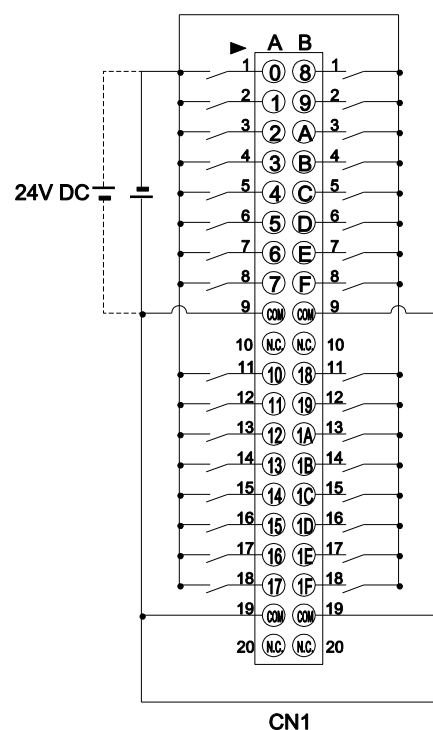 A B
1 0 8 1
2 1 9 2
3 2 A 3
4 3 B 4
24V DC 5 4 C 5
6 5 D 6
7 6 E 7
8 7 F 8
9 COM COM 9
10 N.C. N.C. 10
11 10 18 11
12 11 19 12
13 12 1A 13
14 13 1B 14
15 14 1C 15
16 15 1D 16
17 16 1E 17
18 17 1F 18
19 COM COM 19
20 N.C. N.C. 20
CN1